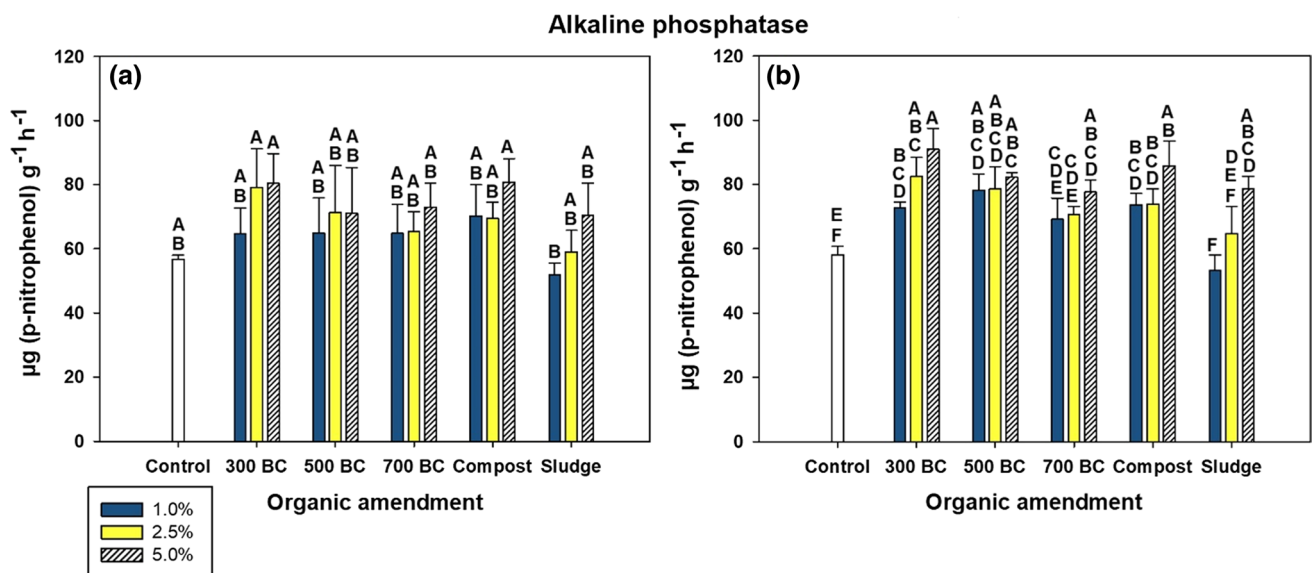 Alkaline phosphatase
(a)
µg (p-nitrophenol) g⁻¹ h⁻¹
120
100
80
60
40
20
0
A
B
A
B
A
A
A
B
A
B
A
B
A
B
A
B
A
B
A
B
A
B
A
B
A
B
A
B
Control 300 BC 500 BC 700 BC Compost Sludge
Organic amendment
1.0%
2.5%
5.0%
(b)
µg (p-nitrophenol) g⁻¹ h⁻¹
120
100
80
60
40
20
0
E
F
B
C
D
A
B
C
A
A
B
C
D
A
B
C
D
A
B
C
C
D
E
C
D
E
A
B
C
D
B
C
D
B
C
D
A
B
F
D
E
F
A
B
C
D
Control 300 BC 500 BC 700 BC Compost Sludge
Organic amendment